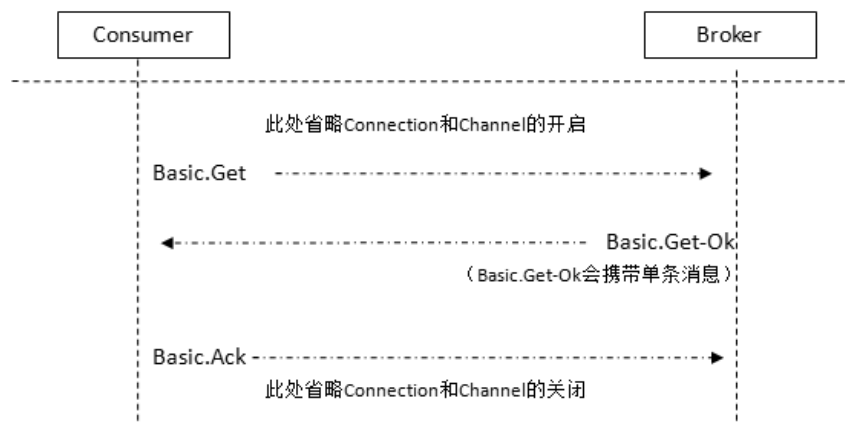 Consumer
Broker
此处省略Connection和Channel的开启
Basic.Get
Basic.Get-Ok
（Basic.Get-Ok会携带单条消息）
Basic.Ack
此处省略Connection和Channel的关闭